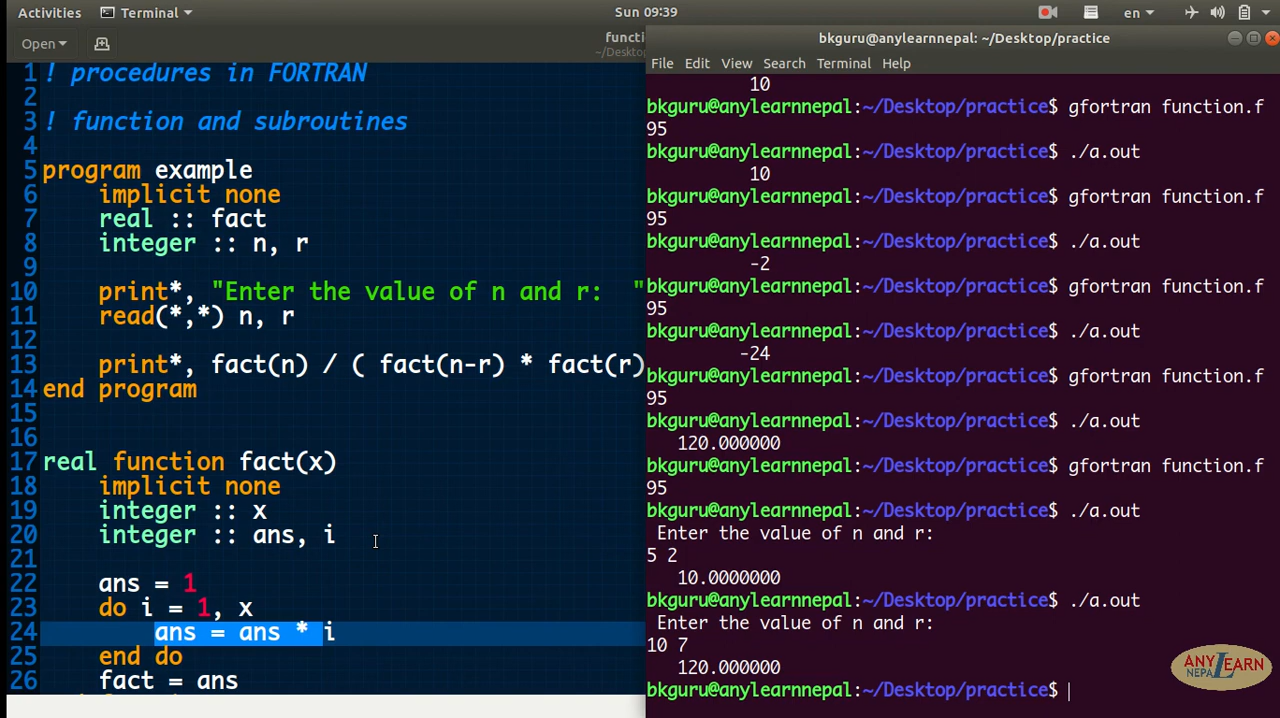 Activities
Terminal
Sun 09:39
en
Open
functi
~/Desktop
1 ! procedures in FORTRAN
2
3 ! function and subroutines
4
5 program example
6 implicit none
7 real :: fact
8 integer :: n, r
9
10 print*, "Enter the value of n and r:  "
11 read(*,*) n, r
12
13 print*, fact(n) / ( fact(n-r) * fact(r)
14 end program
15
16
17 real function fact(x)
18 implicit none
19 integer :: x
20 integer :: ans, i
21
22 ans = 1
23 do i = 1, x
24 ans = ans * i
25 end do
26 fact = ans
bkguru@anylearnnepal: ~/Desktop/practice
File Edit View Search Terminal Help
10
bkguru@anylearnnepal:~/Desktop/practice$ gfortran function.f
95
bkguru@anylearnnepal:~/Desktop/practice$ ./a.out
10
bkguru@anylearnnepal:~/Desktop/practice$ gfortran function.f
95
bkguru@anylearnnepal:~/Desktop/practice$ ./a.out
-2
bkguru@anylearnnepal:~/Desktop/practice$ gfortran function.f
95
bkguru@anylearnnepal:~/Desktop/practice$ ./a.out
-24
bkguru@anylearnnepal:~/Desktop/practice$ gfortran function.f
95
bkguru@anylearnnepal:~/Desktop/practice$ ./a.out
120.000000
bkguru@anylearnnepal:~/Desktop/practice$ gfortran function.f
95
bkguru@anylearnnepal:~/Desktop/practice$ ./a.out
Enter the value of n and r:
5 2
10.0000000
bkguru@anylearnnepal:~/Desktop/practice$ ./a.out
Enter the value of n and r:
10 7
120.000000
bkguru@anylearnnepal:~/Desktop/practice$
ANY LEARN
NEPAL